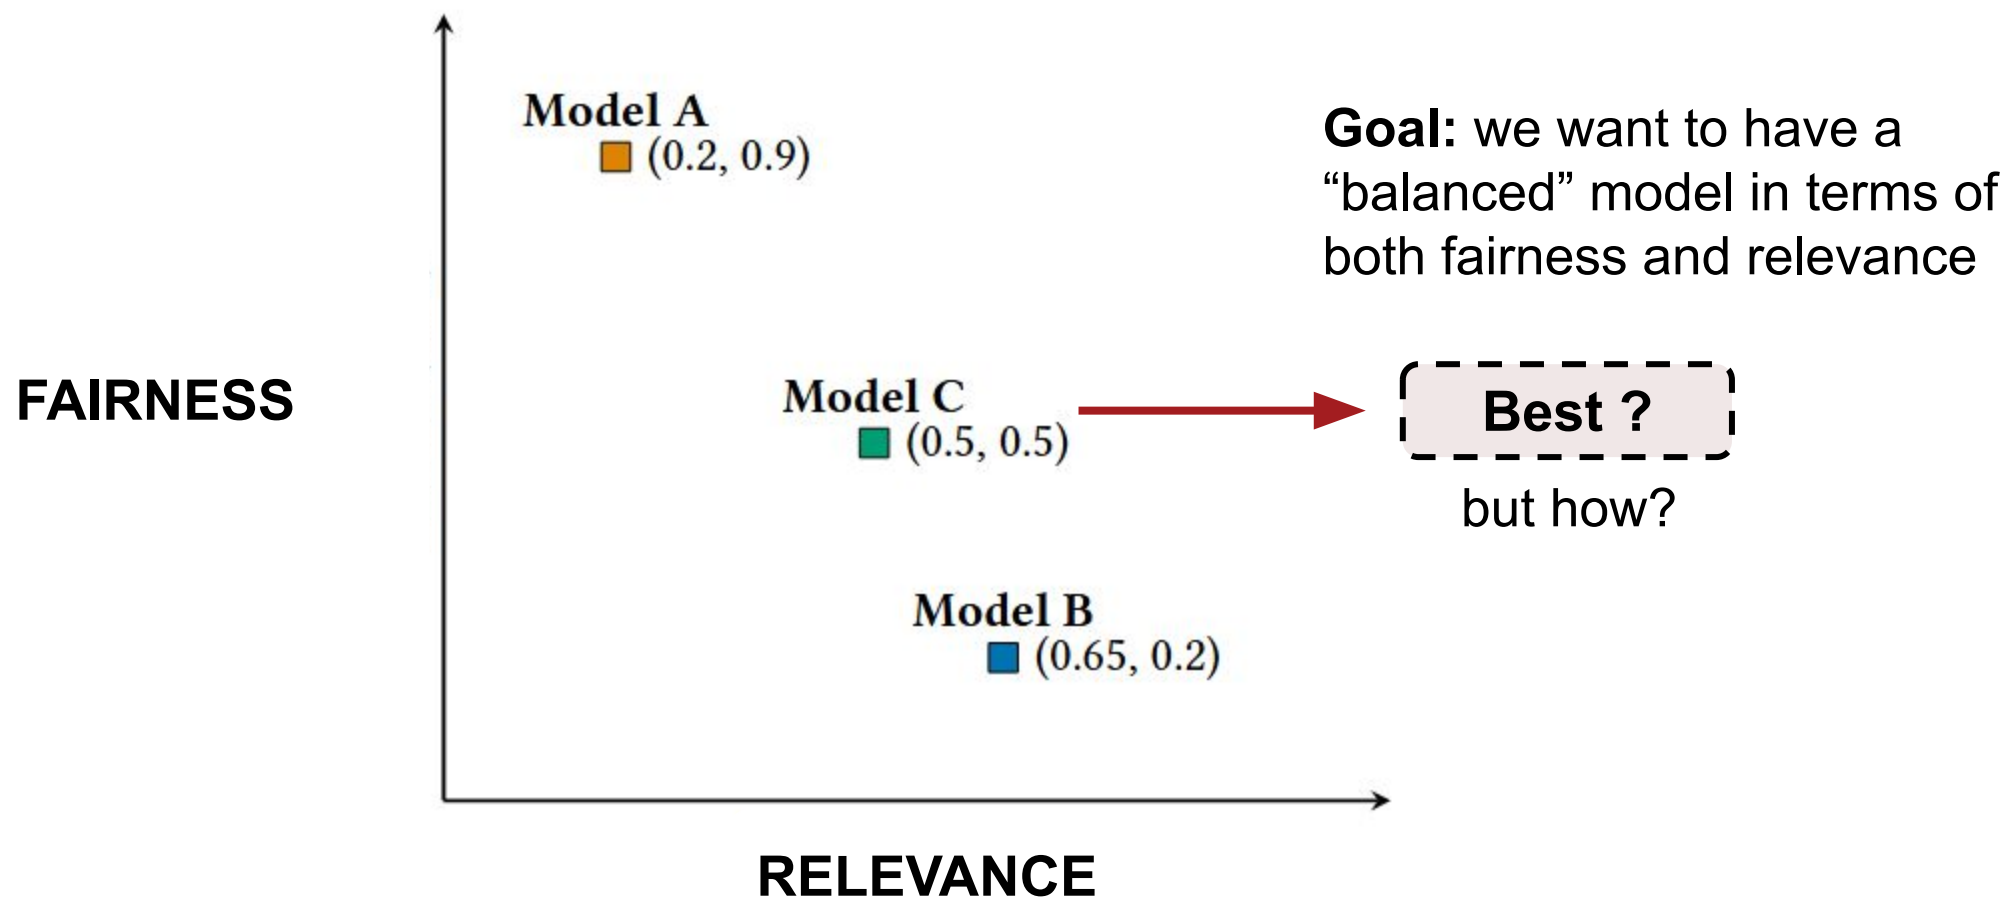 Model A
(0.2, 0.9)
Goal: we want to have a
“balanced” model in terms of
both fairness and relevance
FAIRNESS
Model C
(0.5, 0.5)
Best ?
but how?
Model B
(0.65, 0.2)
RELEVANCE